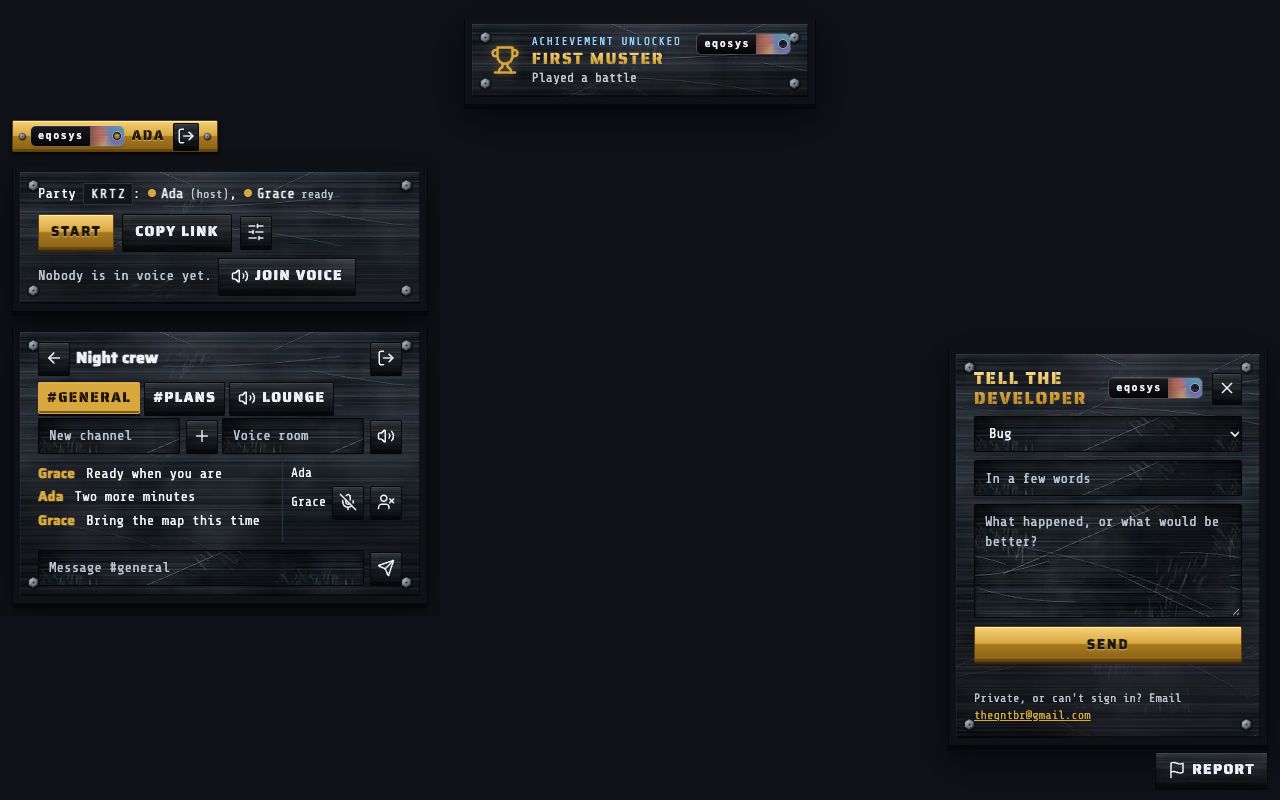 ACHIEVEMENT UNLOCKED
eqosys
FIRST MUSTER
Played a battle
eqosys ADA
Party KRTZ: Ada (host), Grace ready
START COPY LINK
Nobody is in voice yet. JOIN VOICE
Night crew
#GENERAL #PLANS LOUNGE
New channel Voice room
Grace Ready when you are
Ada Two more minutes
Grace Bring the map this time
Ada
Grace
Message #general
TELL THE
DEVELOPER
eqosys
Bug
In a few words
What happened, or what would be
better?
SEND
Private, or can't sign in? Email
theqntbr@gmail.com
REPORT